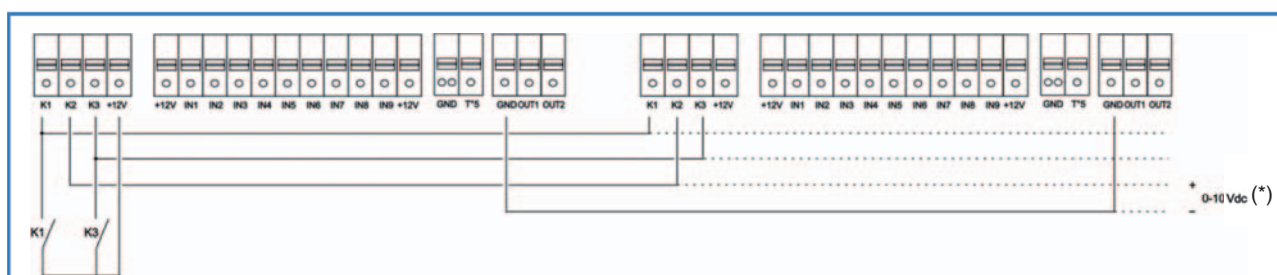 K1 K2 K3 +12V +12V IN1 IN2 IN3 IN4 IN5 IN6 IN7 IN8 IN9 +12V GND T*5 GND OUT1 OUT2 K1 K2 K3 +12V +12V IN1 IN2 IN3 IN4 IN5 IN6 IN7 IN8 IN9 +12V GND T*5 GND OUT1 OUT2
+
0-10 Vdc (*)
–
K1 K3